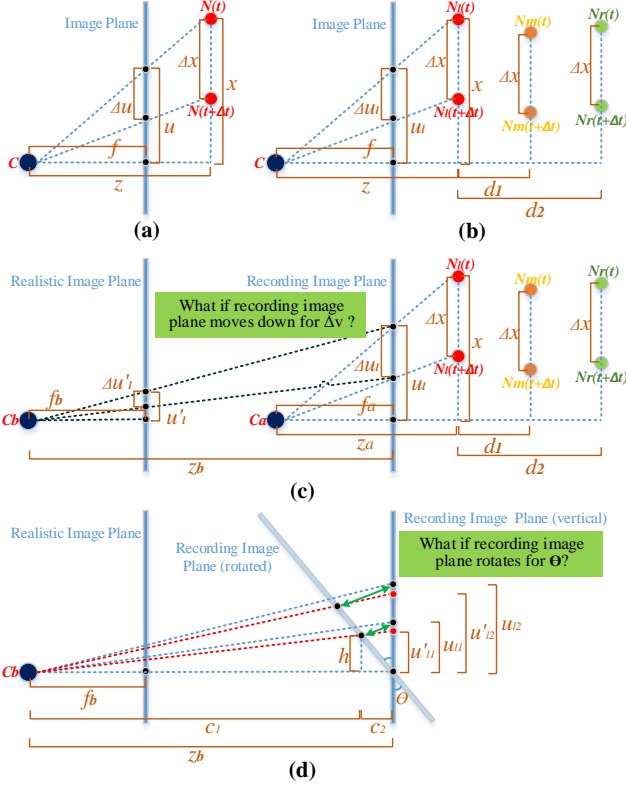 N(t)
Image Plane
Δx
x
Δu
u
N(t+Δt)
f
C
z
(a)
Image Plane
Nl(t)
Nm(t)
Nr(t)
Δx
x
Δx
Δul
ul
Nl(t+Δt)
Nm(t+Δt)
Nr(t+Δt)
f
C
z
d1
d2
(b)
Realistic Image Plane
Recording Image Plane
Nl(t)
Nm(t)
Nr(t)
What if recording image
plane moves down for Δv ?
Δx
x
Δx
Δul
ul
Nl(t+Δt)
Nm(t+Δt)
Nr(t+Δt)
Δu'l
fb
u'l
fa
Cb
Ca
za
d1
d2
zb
(c)
Realistic Image Plane
Recording Image Plane (vertical)
Recording Image
Plane (rotated)
What if recording image
plane rotates for Θ?
h
u'l1
ul1
u'l2
ul2
Cb
fb
Θ
c1
c2
zb
(d)